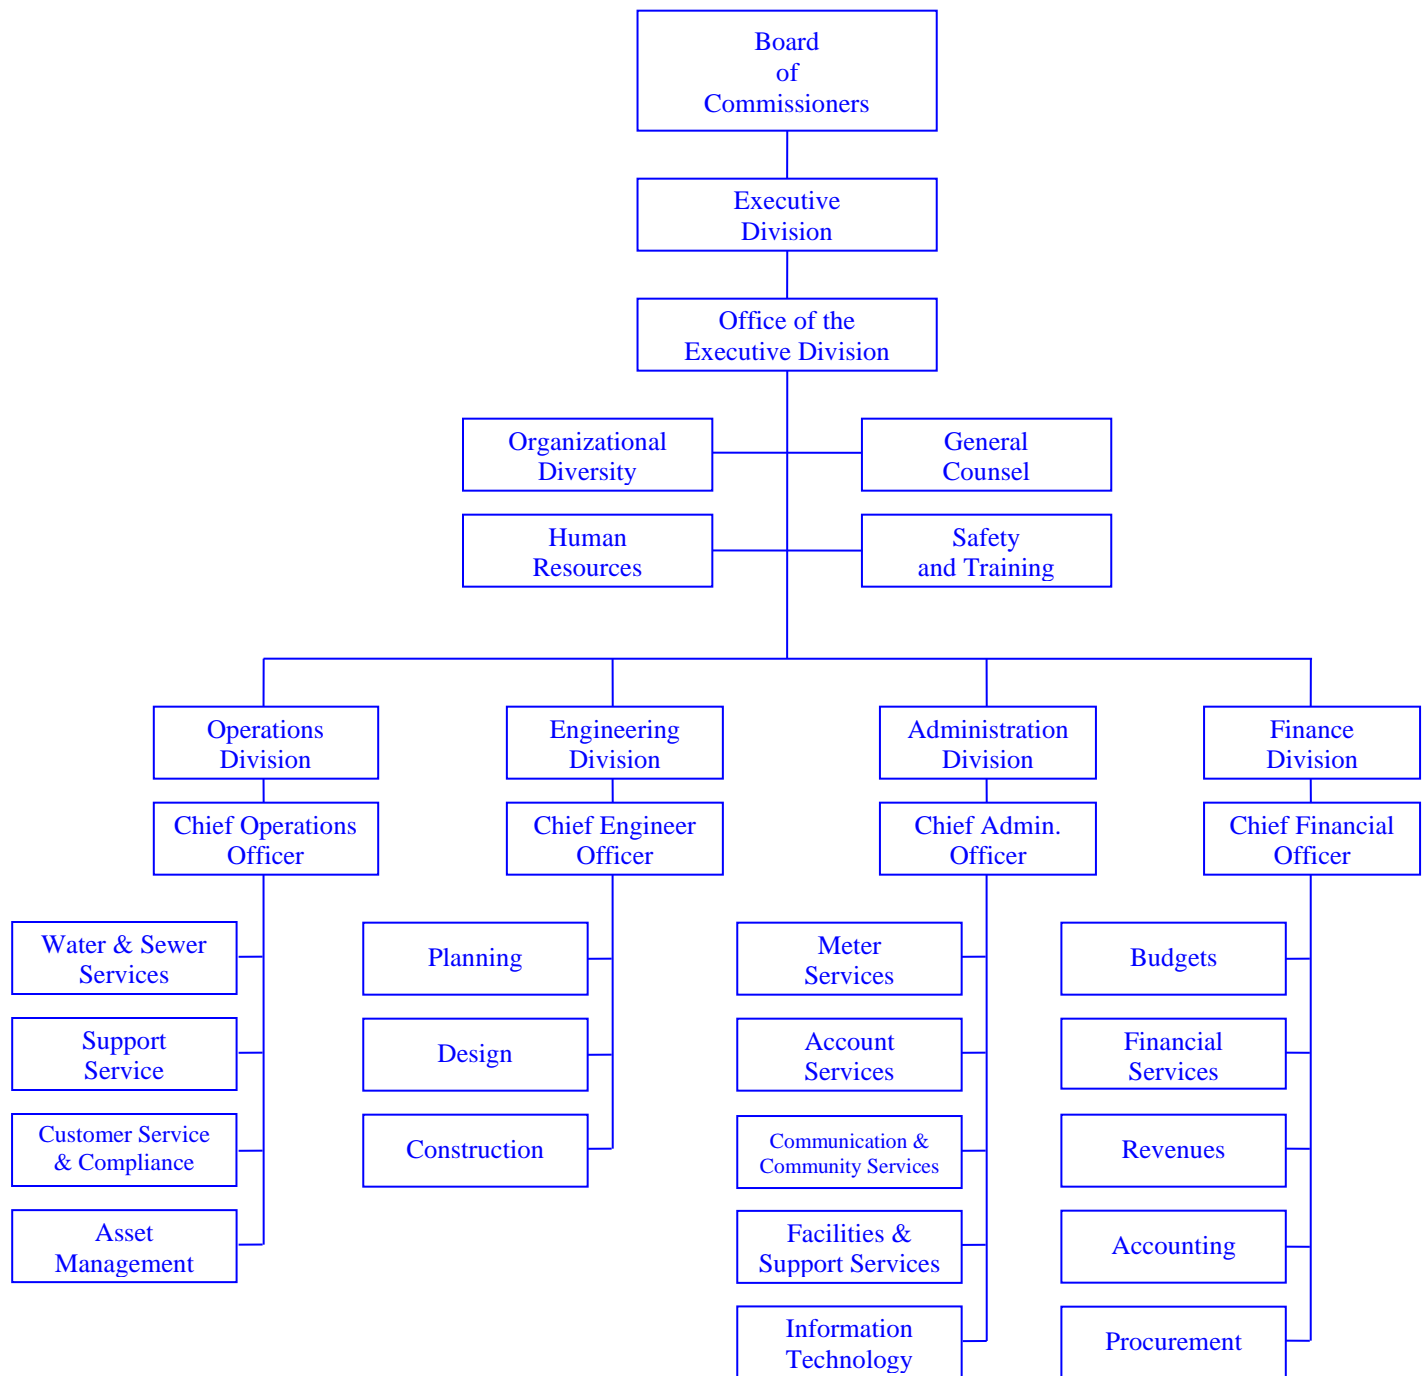 Board
of
Commissioners
Executive
Division
Office of the
Executive Division
Organizational
Diversity
General
Counsel
Human
Resources
Safety
and Training
Operations
Division
Engineering
Division
Administration
Division
Finance
Division
Chief Operations
Officer
Chief Engineer
Officer
Chief Admin.
Officer
Chief Financial
Officer
Water & Sewer
Services
Planning
Meter
Services
Budgets
Support
Service
Design
Account
Services
Financial
Services
Customer Service
& Compliance
Construction
Communication &
Community Services
Revenues
Asset
Management
Facilities &
Support Services
Accounting
Information
Technology
Procurement